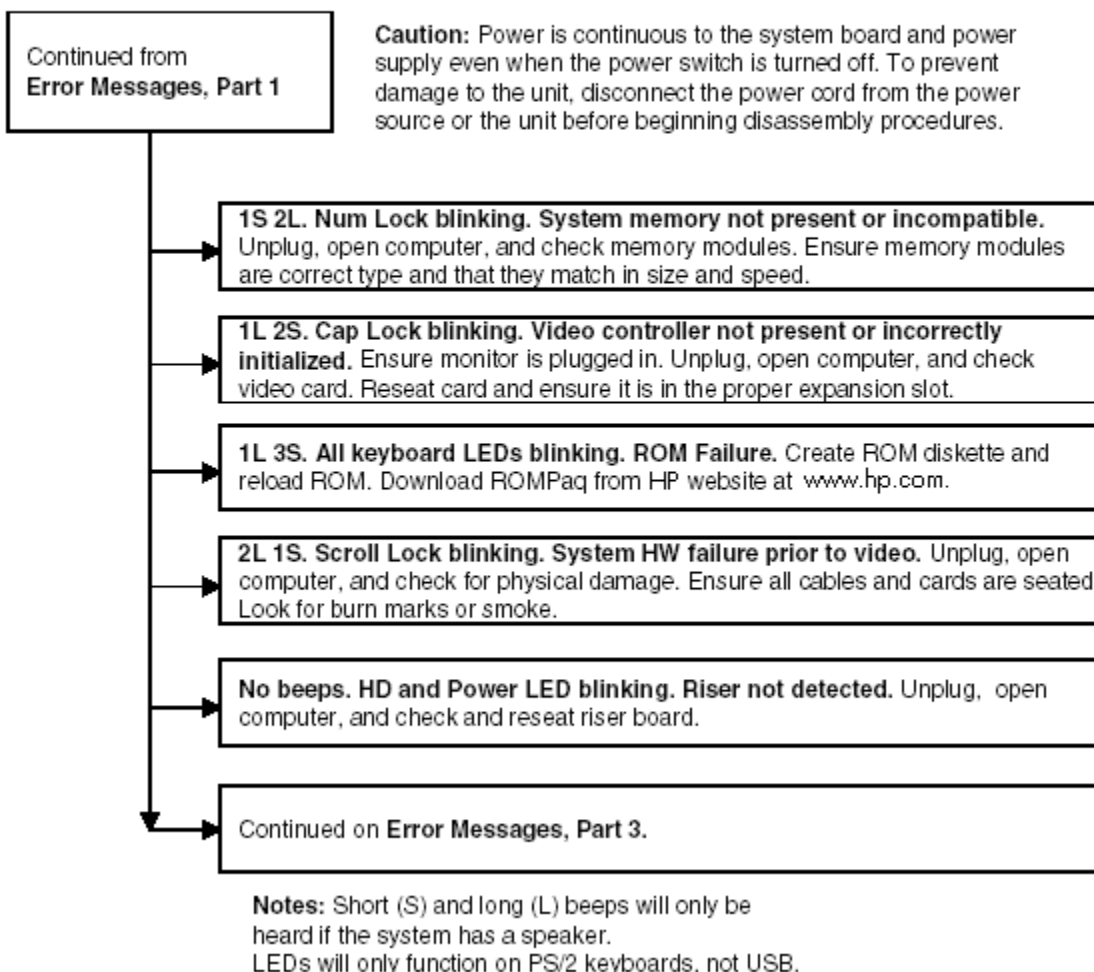 Continued from
Error Messages, Part 1
Caution: Power is continuous to the system board and power
supply even when the power switch is turned off. To prevent
damage to the unit, disconnect the power cord from the power
source or the unit before beginning disassembly procedures.
1S 2L. Num Lock blinking. System memory not present or incompatible.
Unplug, open computer, and check memory modules. Ensure memory modules
are correct type and that they match in size and speed.
1L 2S. Cap Lock blinking. Video controller not present or incorrectly
initialized. Ensure monitor is plugged in. Unplug, open computer, and check
video card. Reseat card and ensure it is in the proper expansion slot.
1L 3S. All keyboard LEDs blinking. ROM Failure. Create ROM diskette and
reload ROM. Download ROMPaq from HP website at www.hp.com.
2L 1S. Scroll Lock blinking. System HW failure prior to video. Unplug, open
computer, and check for physical damage. Ensure all cables and cards are seated
Look for burn marks or smoke.
No beeps. HD and Power LED blinking. Riser not detected. Unplug, open
computer, and check and reseat riser board.
Continued on Error Messages, Part 3.
Notes: Short (S) and long (L) beeps will only be
heard if the system has a speaker.
LEDs will only function on PS/2 keyboards, not USB.